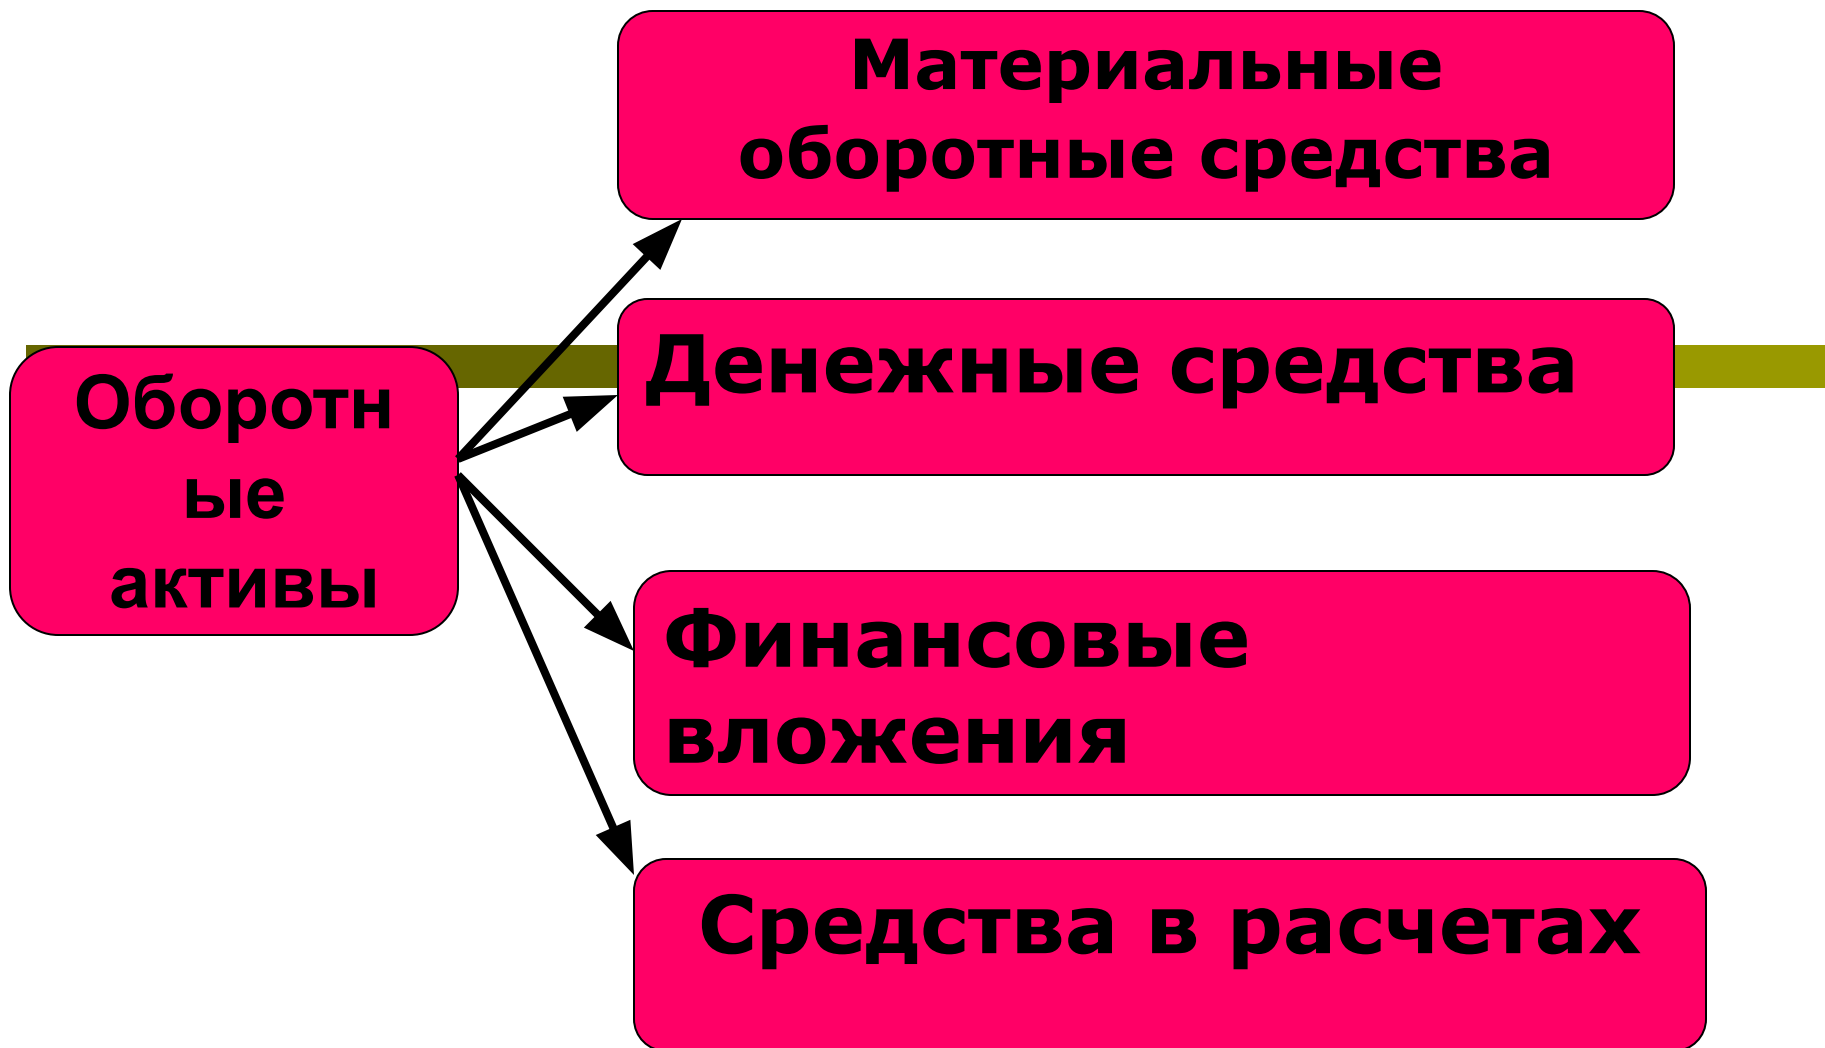 Материальные
оборотные средства
Денежные средства
Оборотн
ые
активы
Финансовые
вложения
Средства в расчетах